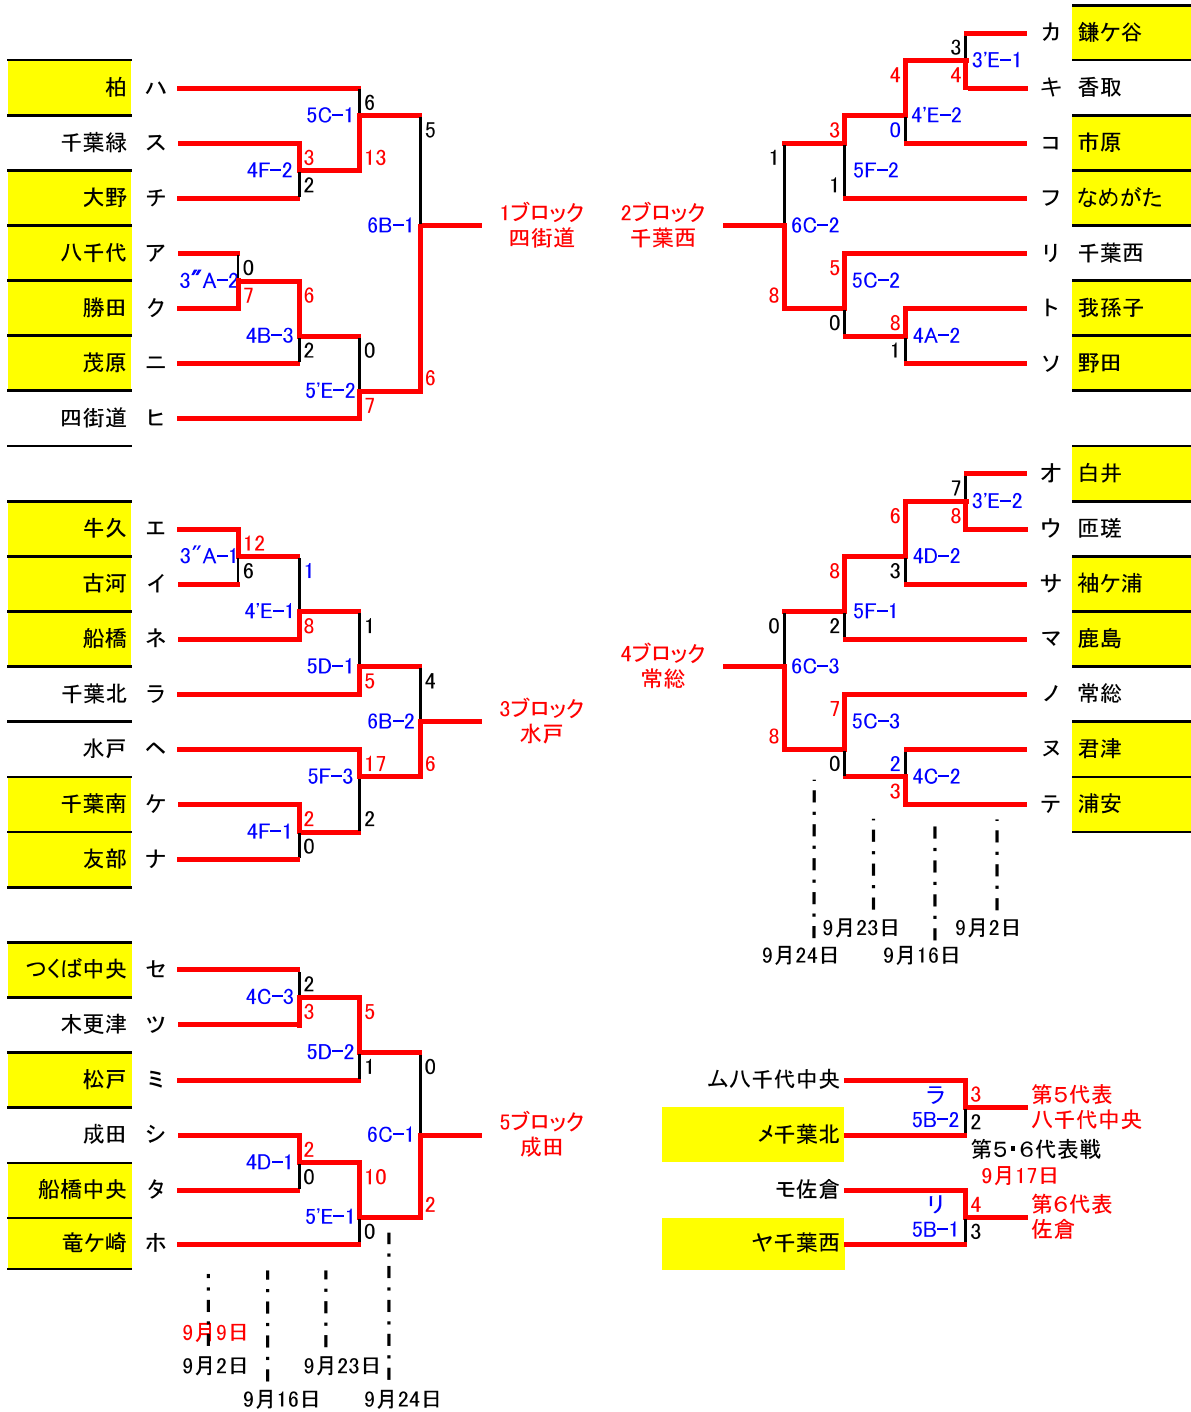 柏 ハ
5C-1
6
13
千葉緑 ス
4F-2
3
2
大野 チ
八千代 ア
3"A-2
0
7
勝田 ク
4B-3
6
2
茂原 ニ
5'E-2
0
7
四街道 ヒ
6B-1
5
6
1ブロック
四街道
カ 鎌ケ谷
3'E-1
3
4
キ 香取
4'E-2
4
0
コ 市原
5F-2
3
1
フ なめがた
6C-2
1
8
2ブロック
千葉西
リ 千葉西
5C-2
5
0
ト 我孫子
4A-2
8
1
ソ 野田
牛久 エ
3"A-1
12
6
古河 イ
4'E-1
1
8
船橋 ネ
5D-1
1
5
千葉北 ラ
6B-2
4
6
3ブロック
水戸
水戸 ヘ
5F-3
17
2
千葉南 ケ
4F-1
2
0
友部 ナ
オ 白井
3'E-2
7
8
ウ 匝瑳
4D-2
6
3
サ 袖ケ浦
5F-1
8
2
マ 鹿島
6C-3
0
8
4ブロック
常総
ノ 常総
5C-3
7
0
ヌ 君津
4C-2
2
3
テ 浦安
9月24日
9月23日
9月16日
9月2日
つくば中央 セ
4C-3
2
3
木更津 ツ
5D-2
5
1
松戸 ミ
6C-1
0
2
5ブロック
成田
成田 シ
4D-1
2
0
船橋中央 タ
5'E-1
10
0
竜ケ崎 ホ
9月9日
9月2日
9月16日
9月23日
9月24日
ム八千代中央
ラ
5B-2
3
2
第5代表
八千代中央
メ千葉北
第5・6代表戦
9月17日
モ佐倉
リ
5B-1
4
3
第6代表
佐倉
ヤ千葉西